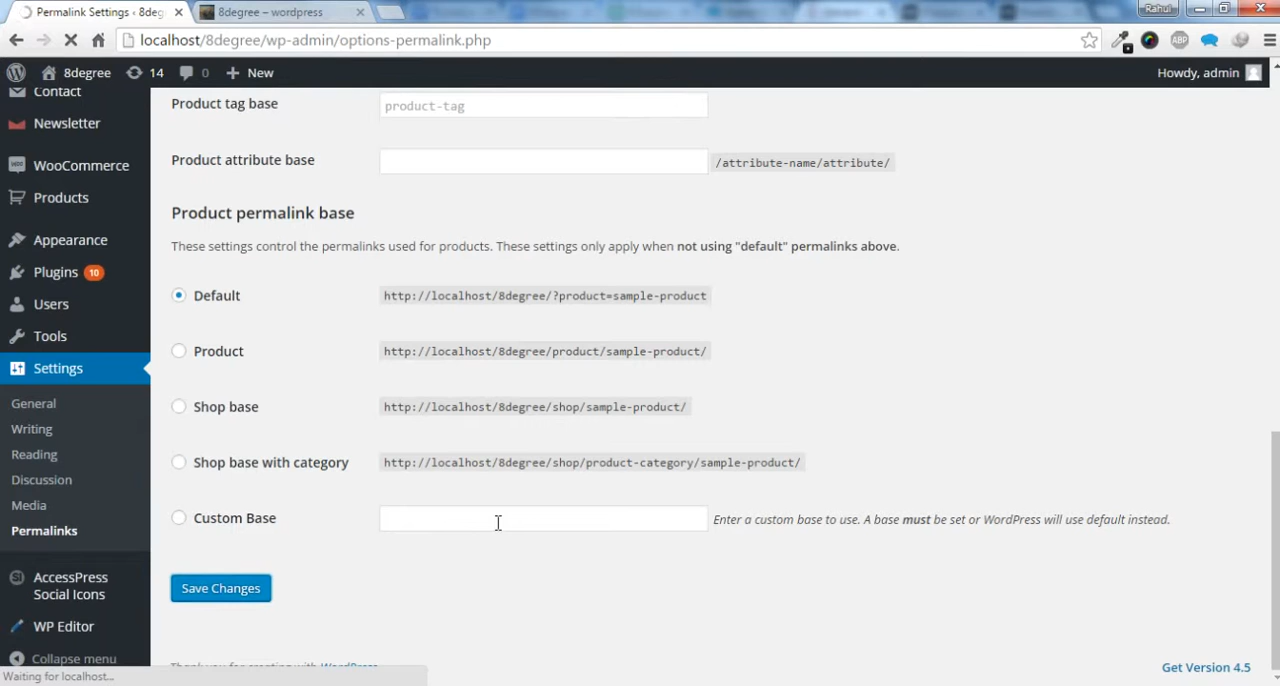 Permalink Settings ‹ 8deg
8degree – wordpress
Rahul
localhost/8degree/wp-admin/options-permalink.php
ABP
8degree
14
0
New
Howdy, admin
Contact
Newsletter
WooCommerce
Products
Appearance
Plugins 10
Users
Tools
Settings
General
Writing
Reading
Discussion
Media
Permalinks
AccessPress
Social Icons
WP Editor
Collapse menu
Product tag base
product-tag
Product attribute base
/attribute-name/attribute/
Product permalink base
These settings control the permalinks used for products. These settings only apply when not using "default" permalinks above.
Default http://localhost/8degree/?product=sample-product
Product http://localhost/8degree/product/sample-product/
Shop base http://localhost/8degree/shop/sample-product/
Shop base with category http://localhost/8degree/shop/product-category/sample-product/
Custom Base Enter a custom base to use. A base must be set or WordPress will use default instead.
Save Changes
Thank you for creating with WordPress
Get Version 4.5
Waiting for localhost...